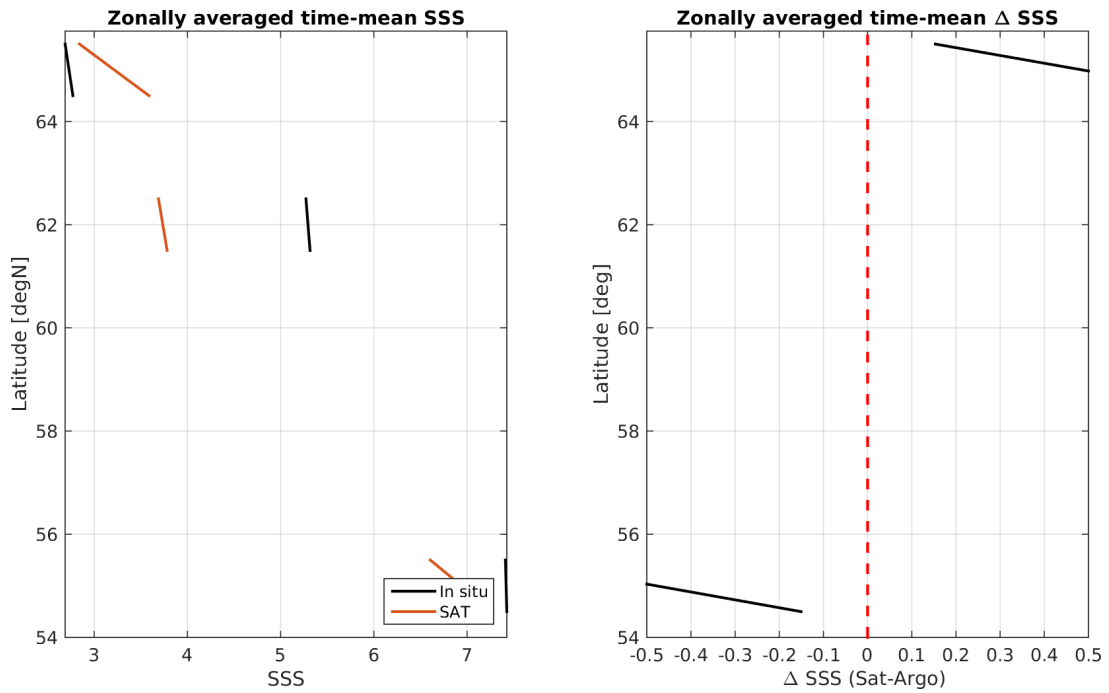 Zonally averaged time-mean SSS
Latitude [degN]
64
62
60
58
56
54
3 4 5 6 7
SSS
In situ
SAT
Zonally averaged time-mean Δ SSS
Latitude [deg]
64
62
60
58
56
54
-0.5 -0.4 -0.3 -0.2 -0.1 0 0.1 0.2 0.3 0.4 0.5
Δ SSS (Sat-Argo)